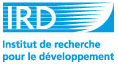 IRD
Institut de recherche
pour le développement